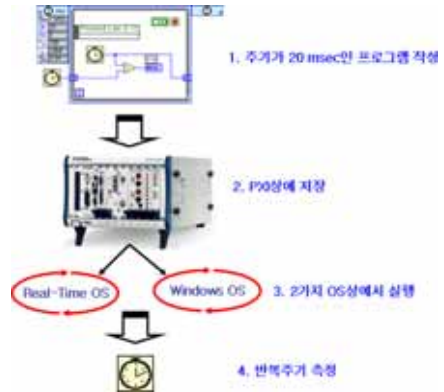 1. 주기가 20 msec인 프로그램 작성
2. PXI상에 저장
Real-Time OS
Windows OS
3. 2가지 OS상에서 실행
4. 반복주기 측정